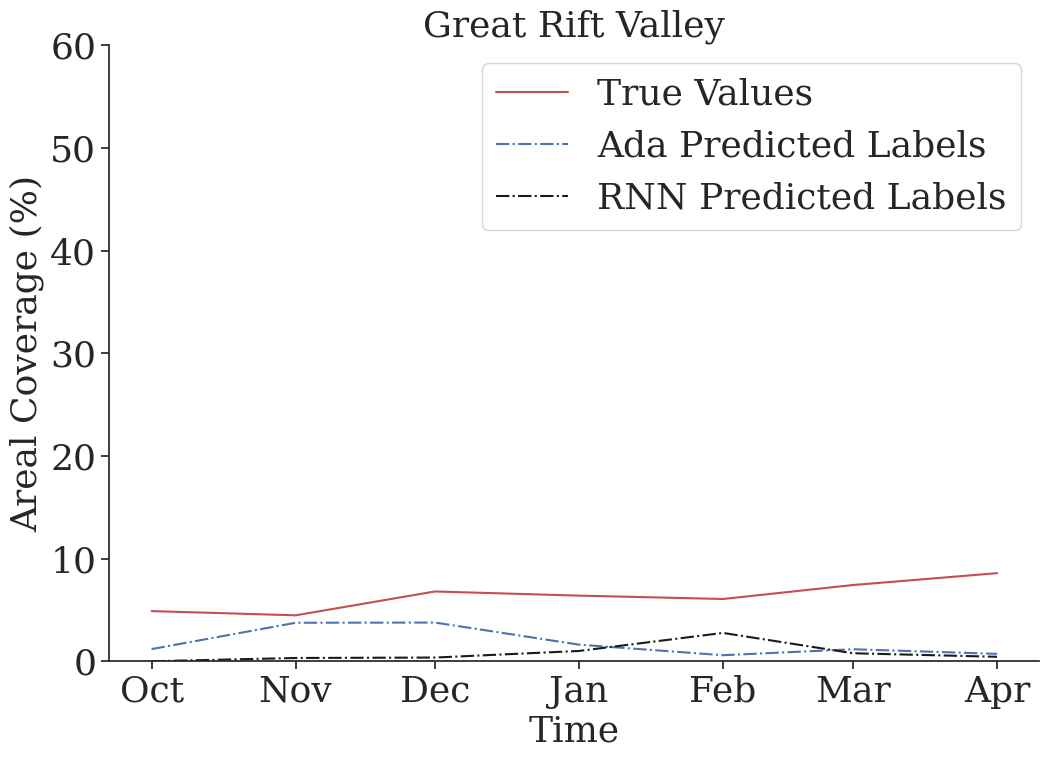 Great Rift Valley
60
50
40
30
20
10
0
Areal Coverage (%)
True Values
Ada Predicted Labels
RNN Predicted Labels
Oct Nov Dec Jan Feb Mar Apr
Time